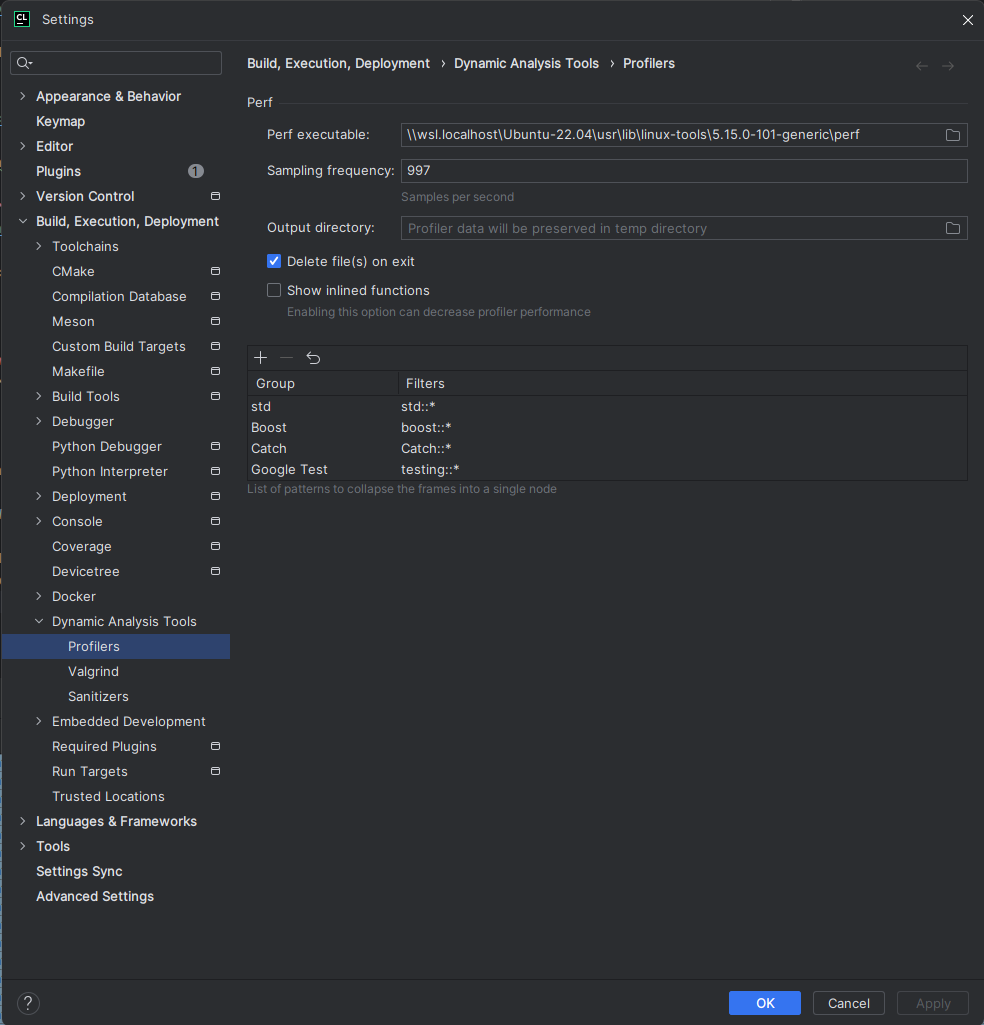 CL Settings
Build, Execution, Deployment › Dynamic Analysis Tools › Profilers
Appearance & Behavior
Keymap
Editor
Plugins 1
Version Control
Build, Execution, Deployment
Toolchains
CMake
Compilation Database
Meson
Custom Build Targets
Makefile
Build Tools
Debugger
Python Debugger
Python Interpreter
Deployment
Console
Coverage
Devicetree
Docker
Dynamic Analysis Tools
Profilers
Valgrind
Sanitizers
Embedded Development
Required Plugins
Run Targets
Trusted Locations
Languages & Frameworks
Tools
Settings Sync
Advanced Settings
Perf
Perf executable: \\wsl.localhost\Ubuntu-22.04\usr\lib\linux-tools\5.15.0-101-generic\perf
Sampling frequency: 997
Samples per second
Output directory: Profiler data will be preserved in temp directory
Delete file(s) on exit
Show inlined functions
Enabling this option can decrease profiler performance
Group Filters
std std::*
Boost boost::*
Catch Catch::*
Google Test testing::*
List of patterns to collapse the frames into a single node
? OK Cancel Apply